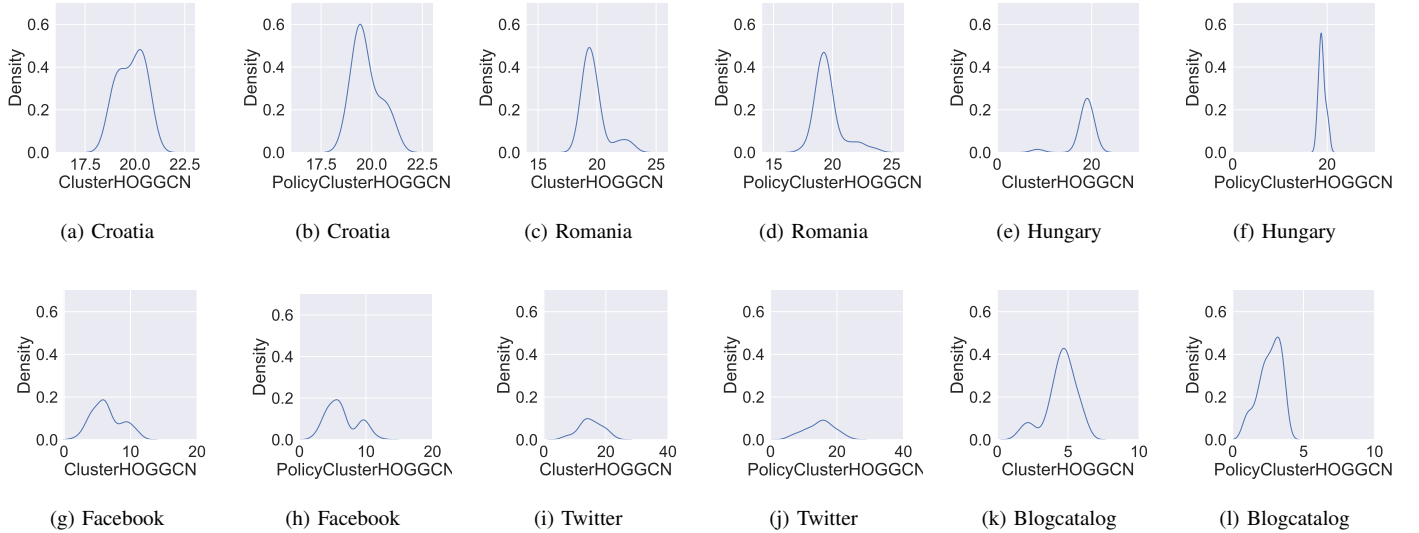 0.6
0.4
0.2
0.0
Density
17.5 20.0 22.5
ClusterHOGGCN
(a) Croatia
0.6
0.4
0.2
0.0
Density
17.5 20.0 22.5
PolicyClusterHOGGCN
(b) Croatia
0.6
0.4
0.2
0.0
Density
15 20 25
ClusterHOGGCN
(c) Romania
0.6
0.4
0.2
0.0
Density
15 20 25
PolicyClusterHOGGCN
(d) Romania
0.6
0.4
0.2
0.0
Density
0 20
ClusterHOGGCN
(e) Hungary
0.6
0.4
0.2
0.0
Density
0 20
PolicyClusterHOGGCN
(f) Hungary
0.6
0.4
0.2
0.0
Density
0 10 20
ClusterHOGGCN
(g) Facebook
0.6
0.4
0.2
0.0
Density
0 10 20
PolicyClusterHOGGCN
(h) Facebook
0.6
0.4
0.2
0.0
Density
0 20 40
ClusterHOGGCN
(i) Twitter
0.6
0.4
0.2
0.0
Density
0 20 40
PolicyClusterHOGGCN
(j) Twitter
0.6
0.4
0.2
0.0
Density
0 5 10
ClusterHOGGCN
(k) Blogcatalog
0.6
0.4
0.2
0.0
Density
0 5 10
PolicyClusterHOGGCN
(l) Blogcatalog